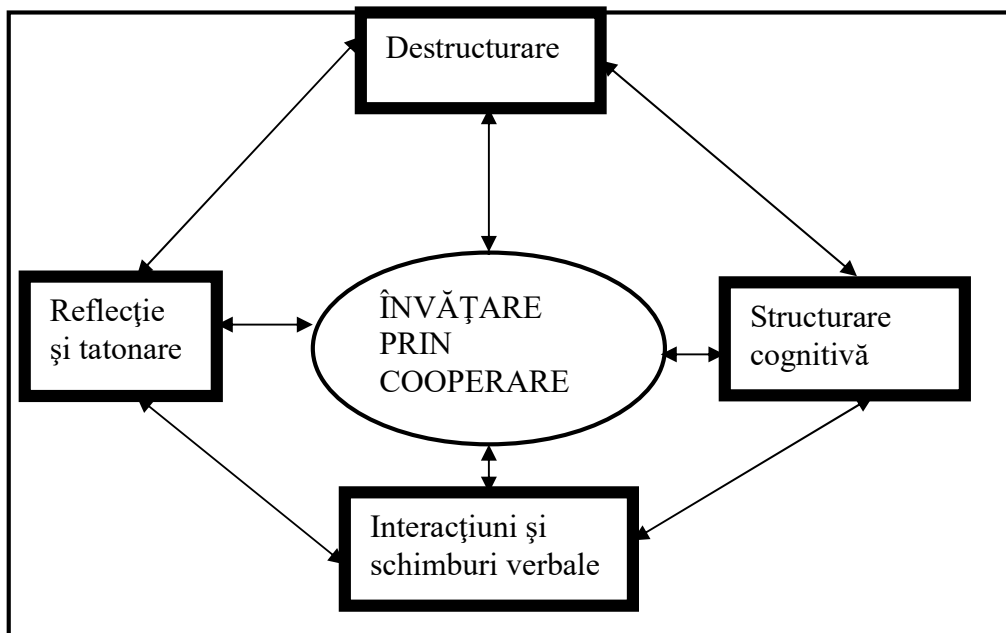 Destructurare
Reflecţie
şi tatonare
ÎNVĂŢARE
PRIN
COOPERARE
Structurare
cognitivă
Interacţiuni şi
schimburi verbale